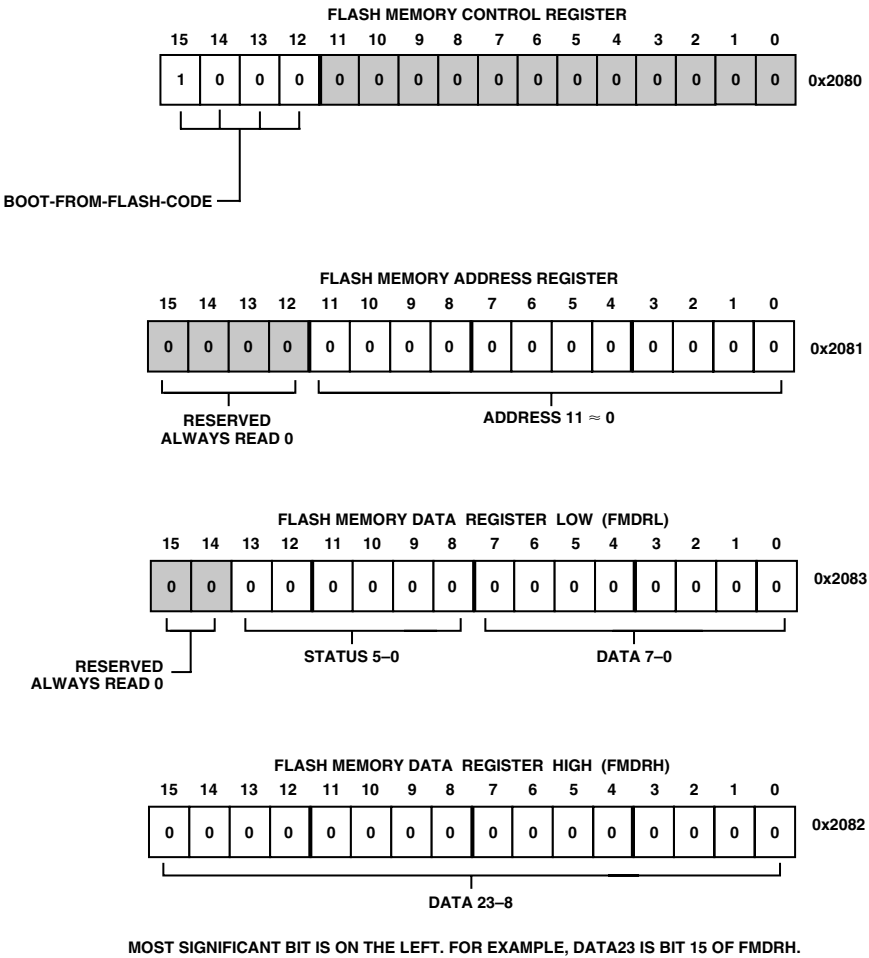 FLASH MEMORY CONTROL REGISTER
15 14 13 12 11 10 9 8 7 6 5 4 3 2 1 0
1 0 0 0 0 0 0 0 0 0 0 0 0 0 0 0 0x2080
BOOT-FROM-FLASH-CODE
FLASH MEMORY ADDRESS REGISTER
15 14 13 12 11 10 9 8 7 6 5 4 3 2 1 0
0 0 0 0 0 0 0 0 0 0 0 0 0 0 0 0 0x2081
RESERVED
ALWAYS READ 0
ADDRESS 11 ≈ 0
FLASH MEMORY DATA REGISTER LOW (FMDRL)
15 14 13 12 11 10 9 8 7 6 5 4 3 2 1 0
0 0 0 0 0 0 0 0 0 0 0 0 0 0 0 0 0x2083
RESERVED
ALWAYS READ 0
STATUS 5–0
DATA 7–0
FLASH MEMORY DATA REGISTER HIGH (FMDRH)
15 14 13 12 11 10 9 8 7 6 5 4 3 2 1 0
0 0 0 0 0 0 0 0 0 0 0 0 0 0 0 0 0x2082
DATA 23–8
MOST SIGNIFICANT BIT IS ON THE LEFT. FOR EXAMPLE, DATA23 IS BIT 15 OF FMDRH.